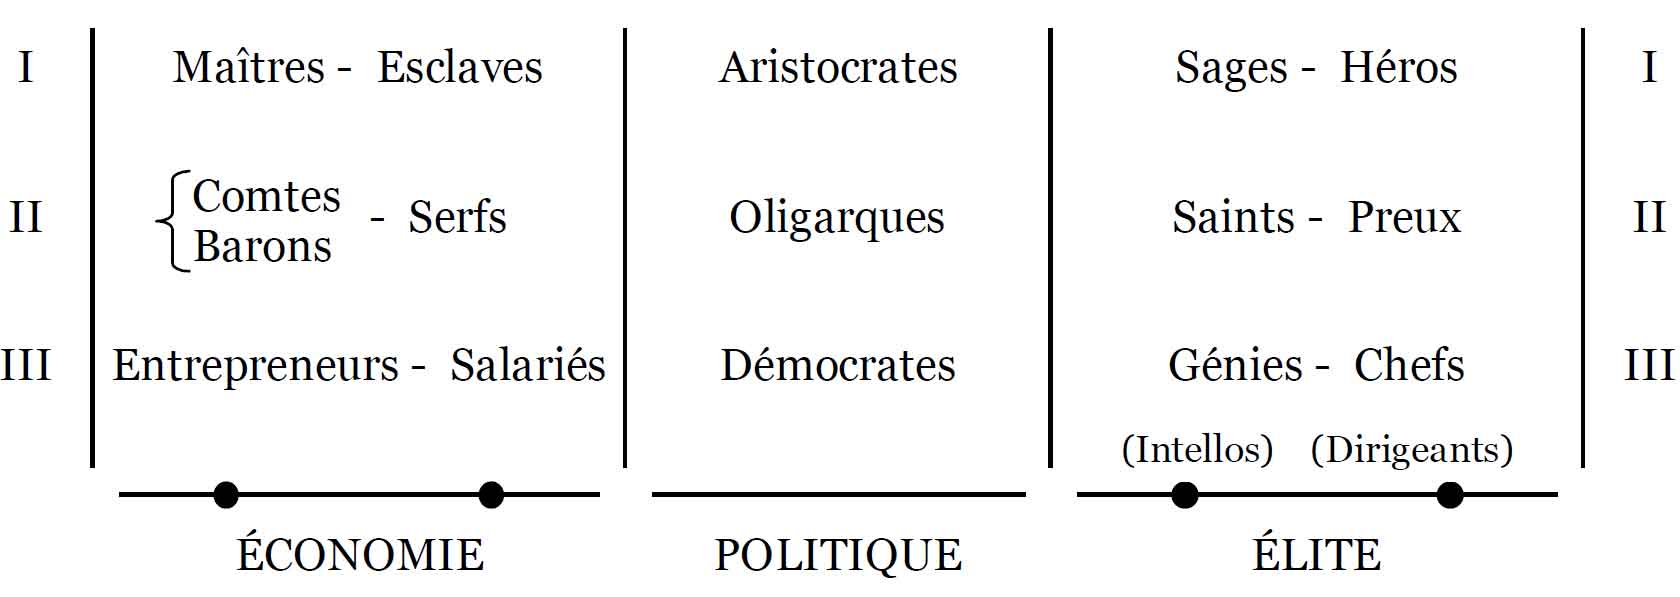 I Maîtres - Esclaves Aristocrates Sages - Héros I
II Comtes Barons - Serfs Oligarques Saints - Preux II
III Entrepreneurs - Salariés Démocrates Génies - Chefs III
(Intellos) (Dirigeants)
ÉCONOMIE POLITIQUE ÉLITE